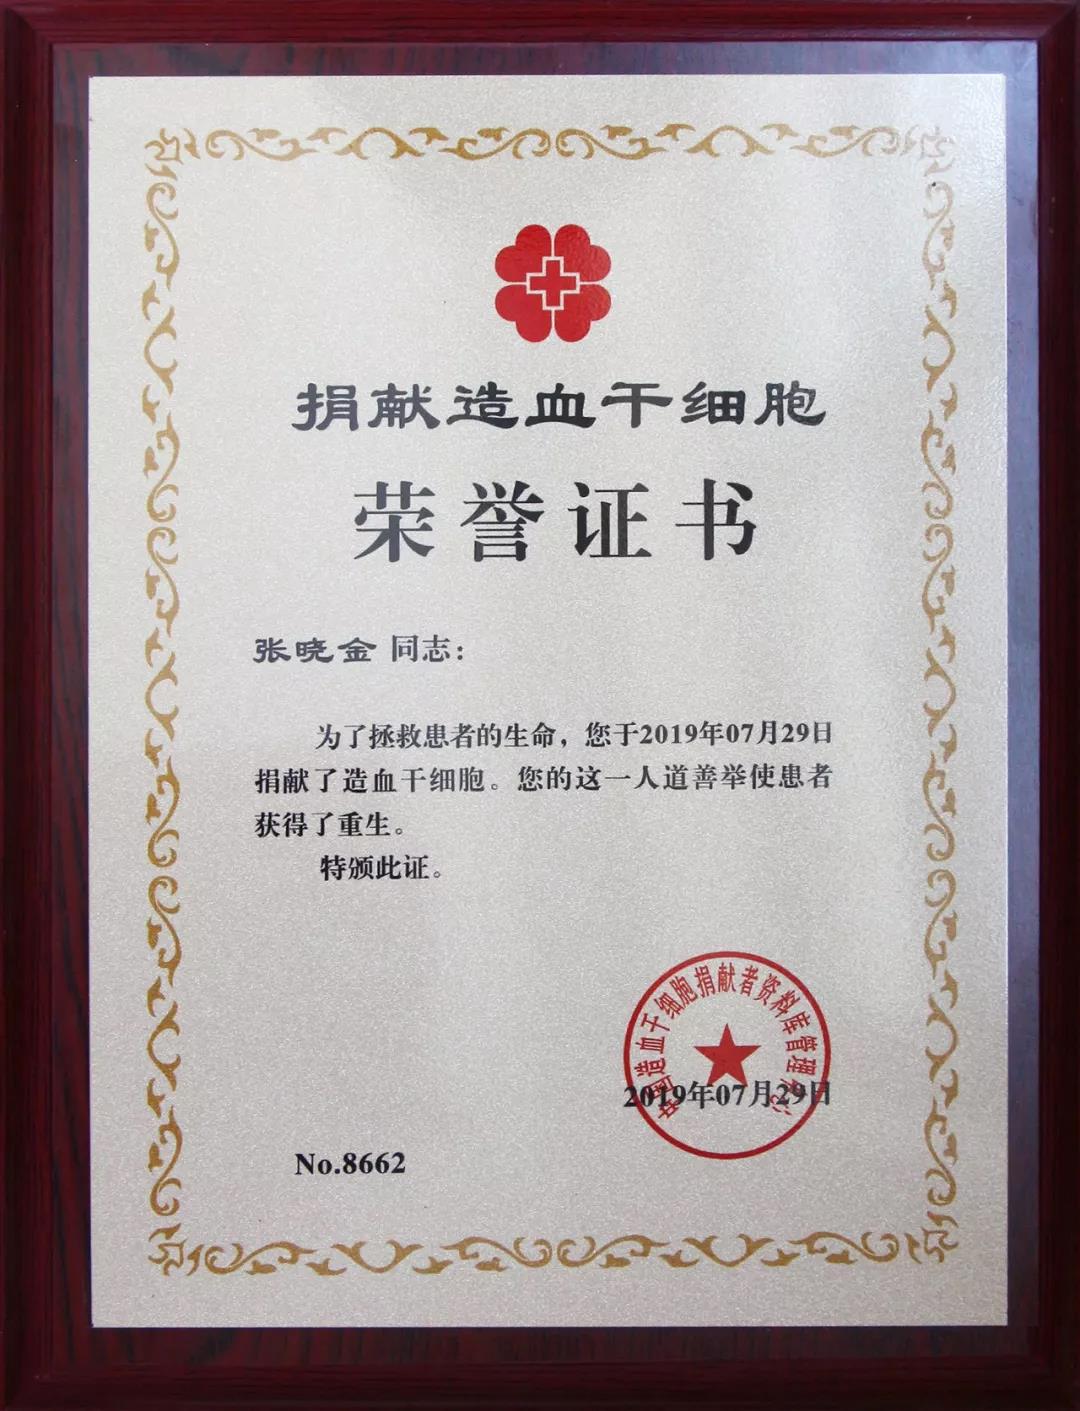 捐献造血干细胞
荣誉证书
张晓金 同志：
为了拯救患者的生命，您于2019年07月29日
捐献了造血干细胞。您的这一人道善举使患者
获得了重生。
特颁此证。
中国造血干细胞捐献者资料库管理中心
2019年07月29日
No.8662